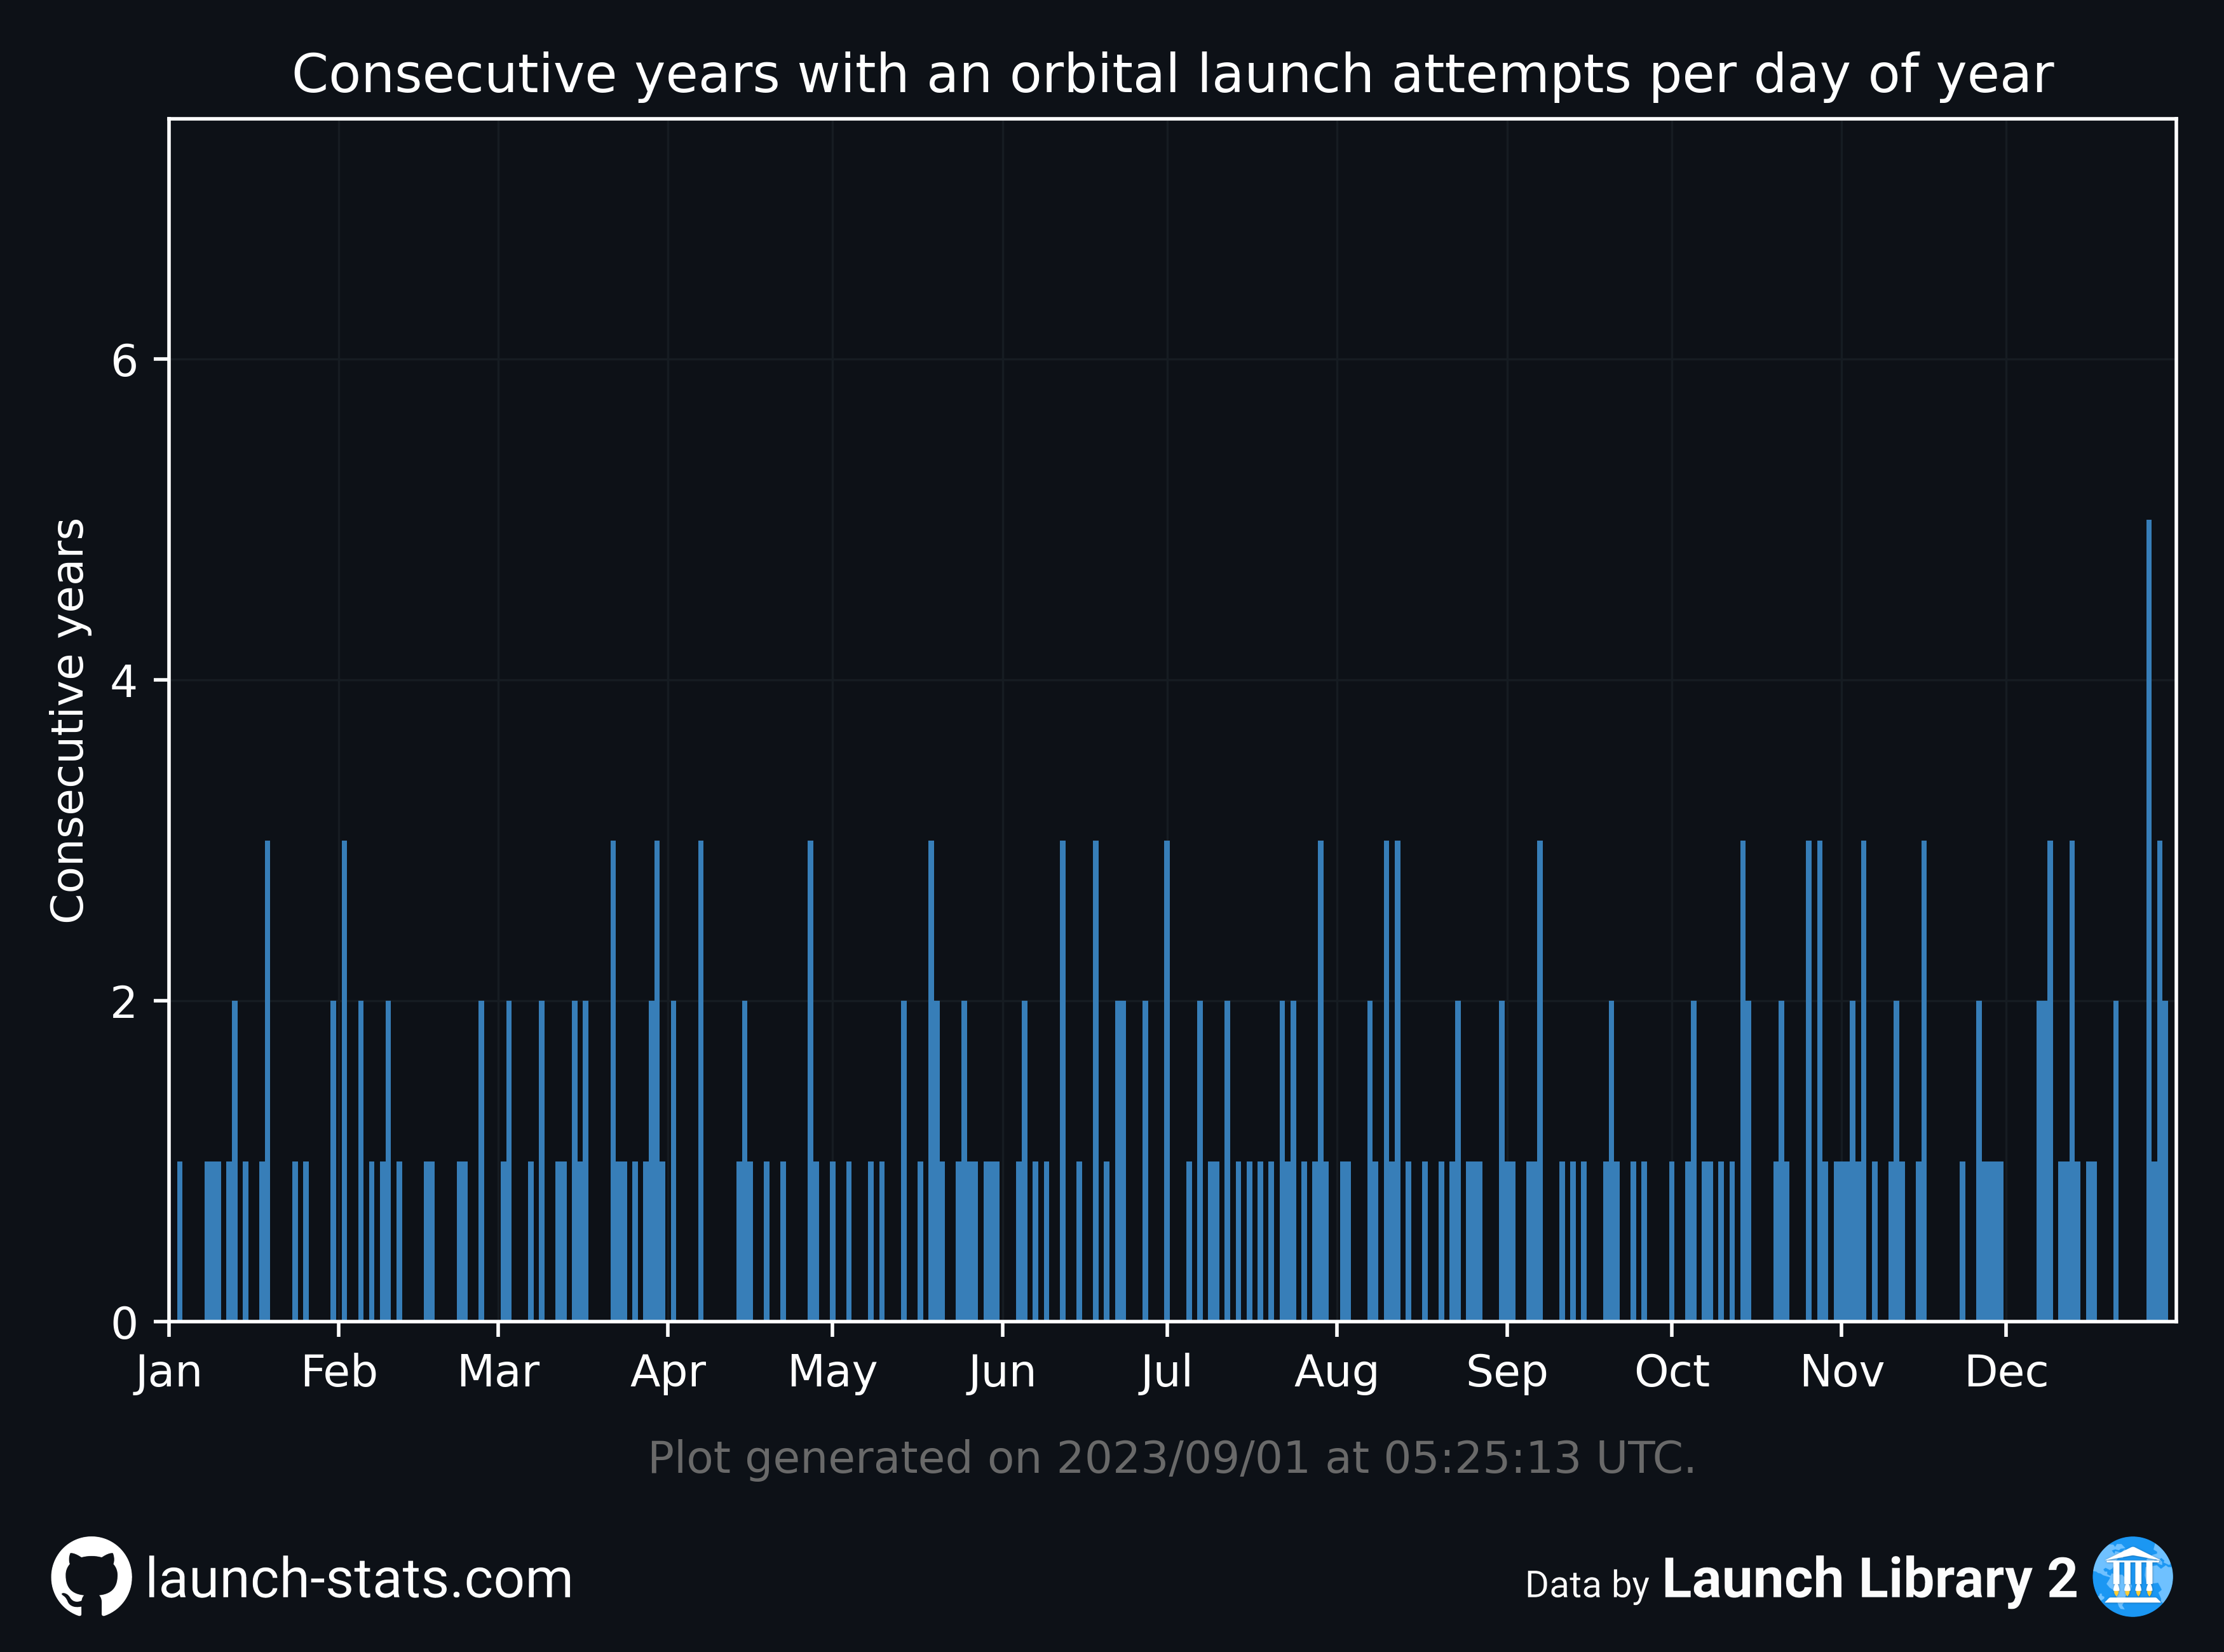 Consecutive years with an orbital launch attempts per day of year
Consecutive years
6
4
2
0
Jan Feb Mar Apr May Jun Jul Aug Sep Oct Nov Dec
Plot generated on 2023/09/01 at 05:25:13 UTC.
launch-stats.com
Data by Launch Library 2